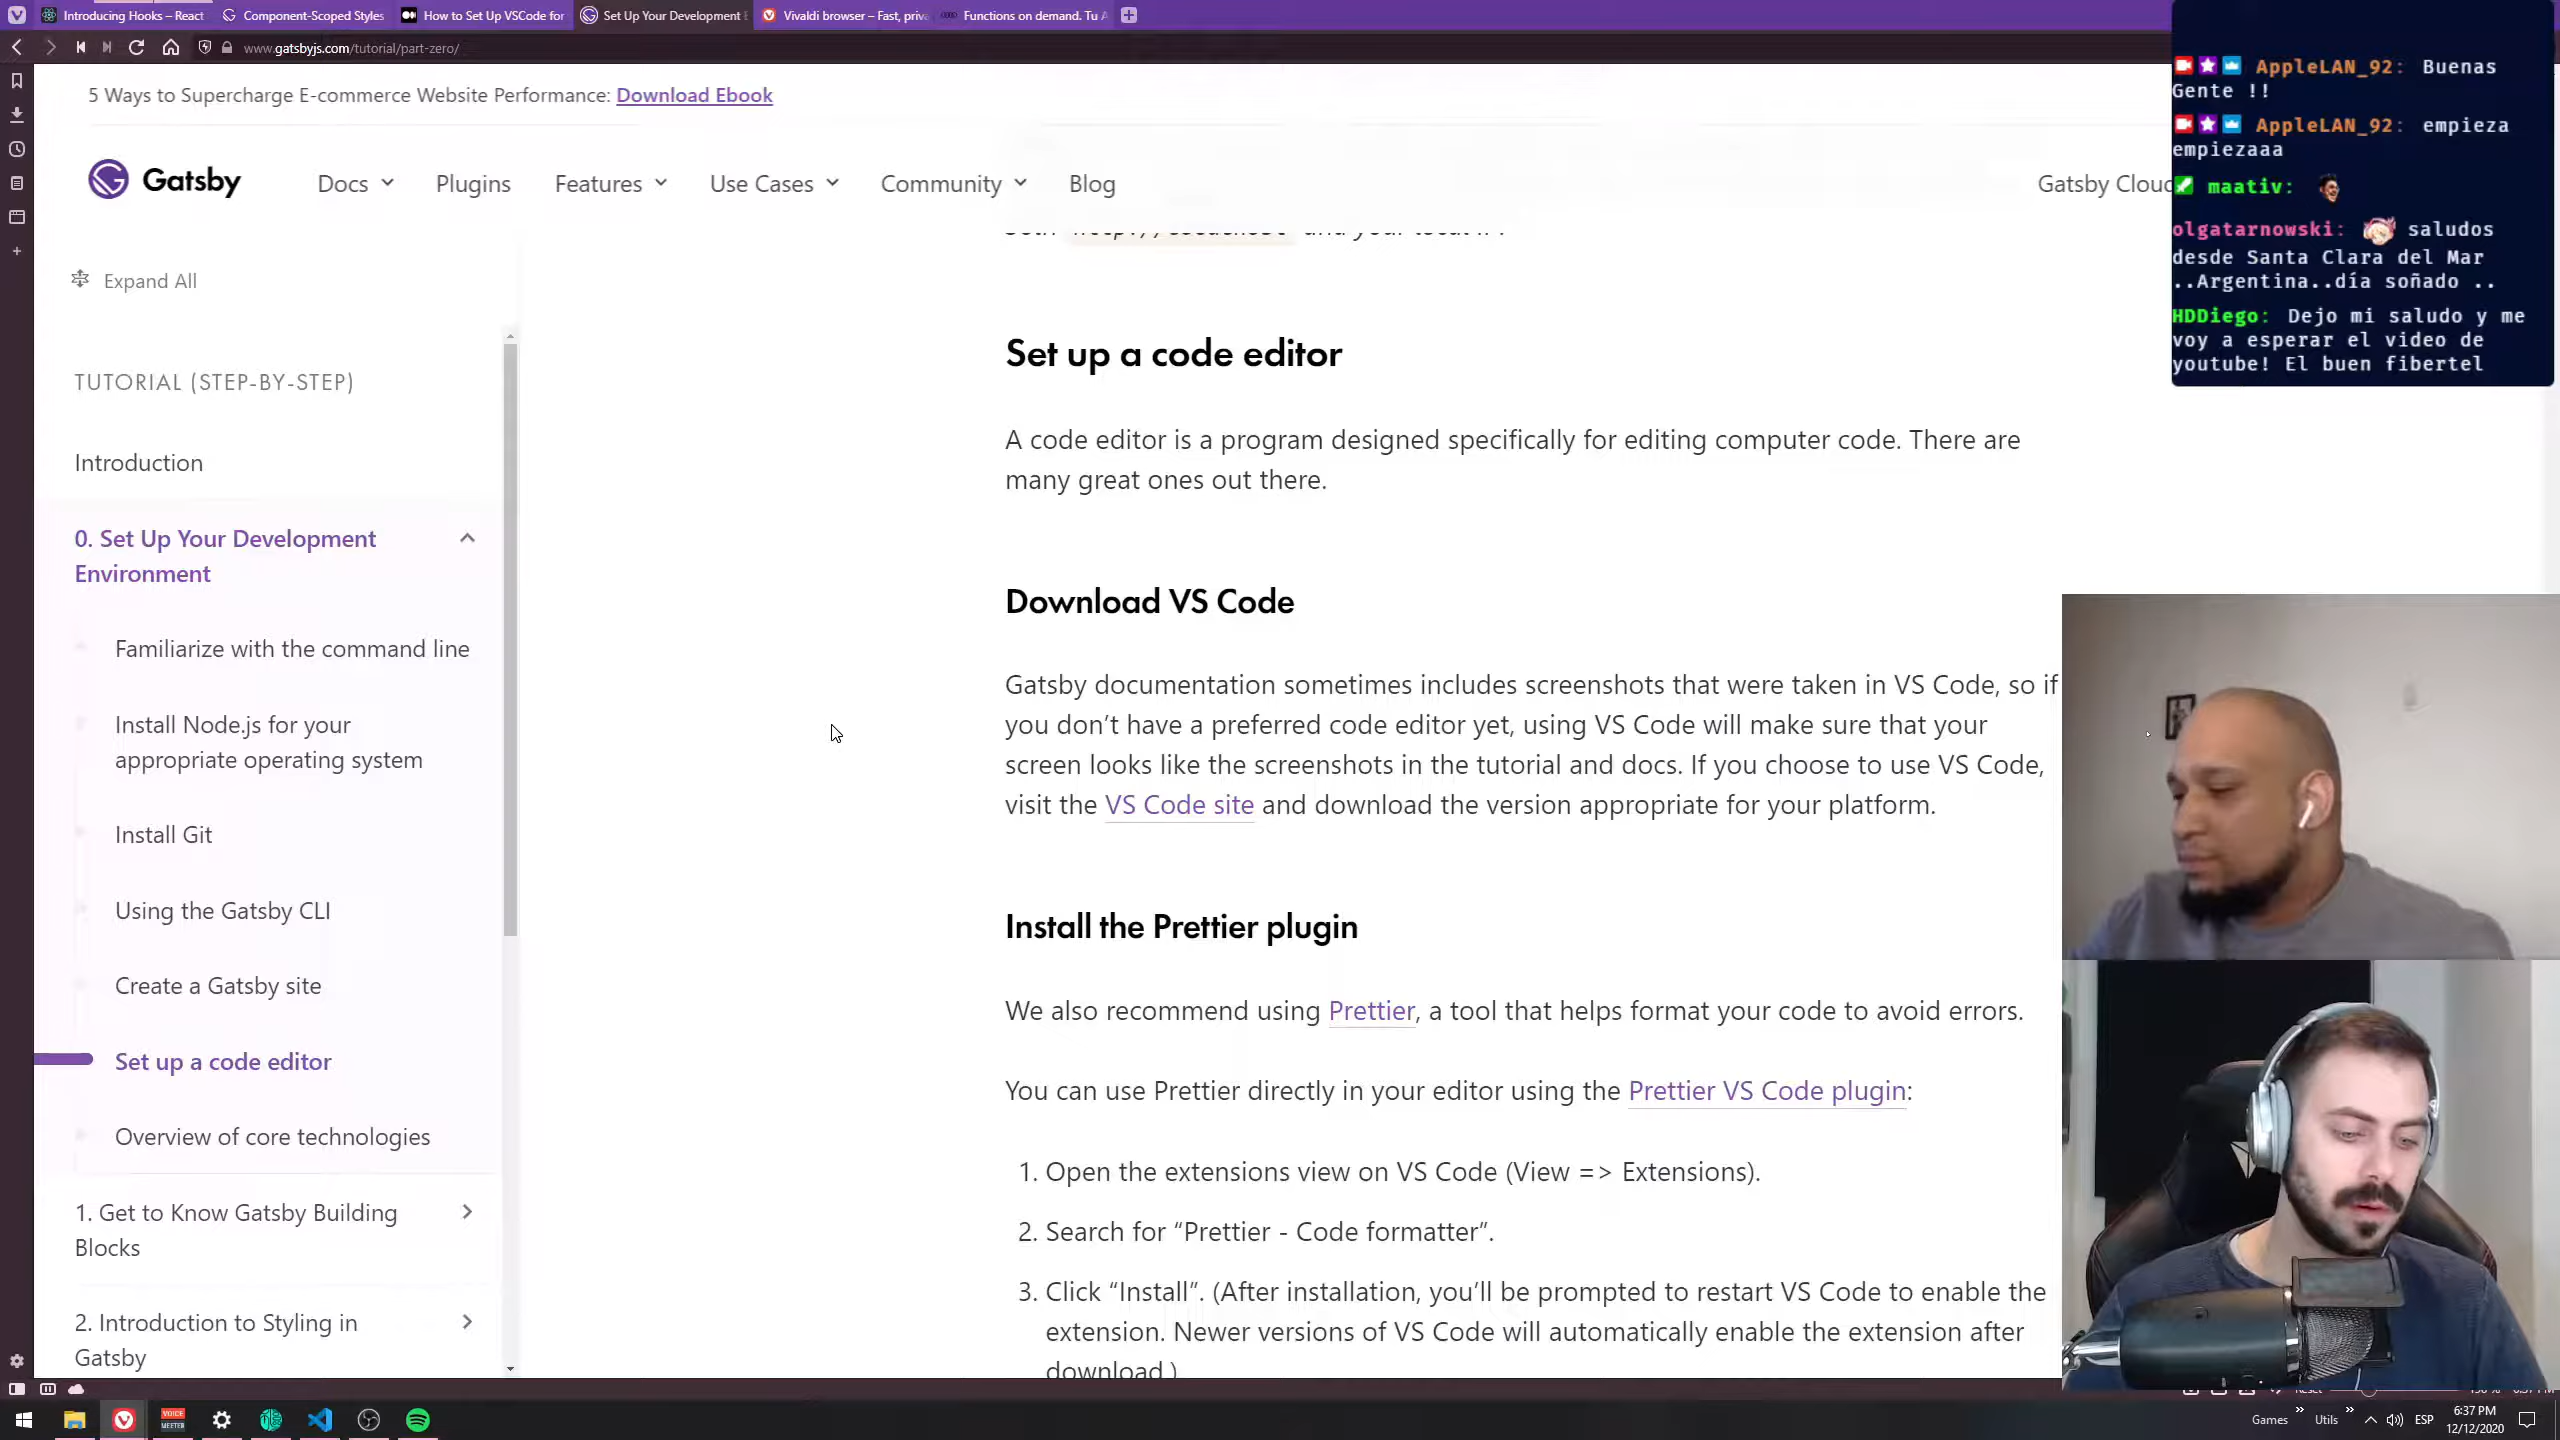 Introducing Hooks – React
Component-Scoped Styles
How to Set Up VSCode for
Set Up Your Development
Vivaldi browser – Fast, priva
Functions on demand. Tu A
www.gatsbyjs.com/tutorial/part-zero/
5 Ways to Supercharge E-commerce Website Performance: Download Ebook
Gatsby
Docs
Plugins
Features
Use Cases
Community
Blog
Gatsby Cloud
Expand All
TUTORIAL (STEP-BY-STEP)
Introduction
0. Set Up Your Development
Environment
Familiarize with the command line
Install Node.js for your
appropriate operating system
Install Git
Using the Gatsby CLI
Create a Gatsby site
Set up a code editor
Overview of core technologies
1. Get to Know Gatsby Building
Blocks
2. Introduction to Styling in
Gatsby
Set up a code editor
A code editor is a program designed specifically for editing computer code. There are
many great ones out there.
Download VS Code
Gatsby documentation sometimes includes screenshots that were taken in VS Code, so if
you don’t have a preferred code editor yet, using VS Code will make sure that your
screen looks like the screenshots in the tutorial and docs. If you choose to use VS Code,
visit the VS Code site and download the version appropriate for your platform.
Install the Prettier plugin
We also recommend using Prettier, a tool that helps format your code to avoid errors.
You can use Prettier directly in your editor using the Prettier VS Code plugin:
1. Open the extensions view on VS Code (View => Extensions).
2. Search for “Prettier - Code formatter”.
3. Click “Install”. (After installation, you’ll be prompted to restart VS Code to enable the
extension. Newer versions of VS Code will automatically enable the extension after
download.)
AppleLAN_92: Buenas
Gente !!
AppleLAN_92: empieza
empiezaaa
maativ:
olgatarnowski: saludos
desde Santa Clara del Mar
..Argentina..día soñado ..
HDDiego: Dejo mi saludo y me
voy a esperar el video de
youtube! El buen fibertel
VOICE
MEETER
Games
Utils
ESP
6:37 PM
12/12/2020